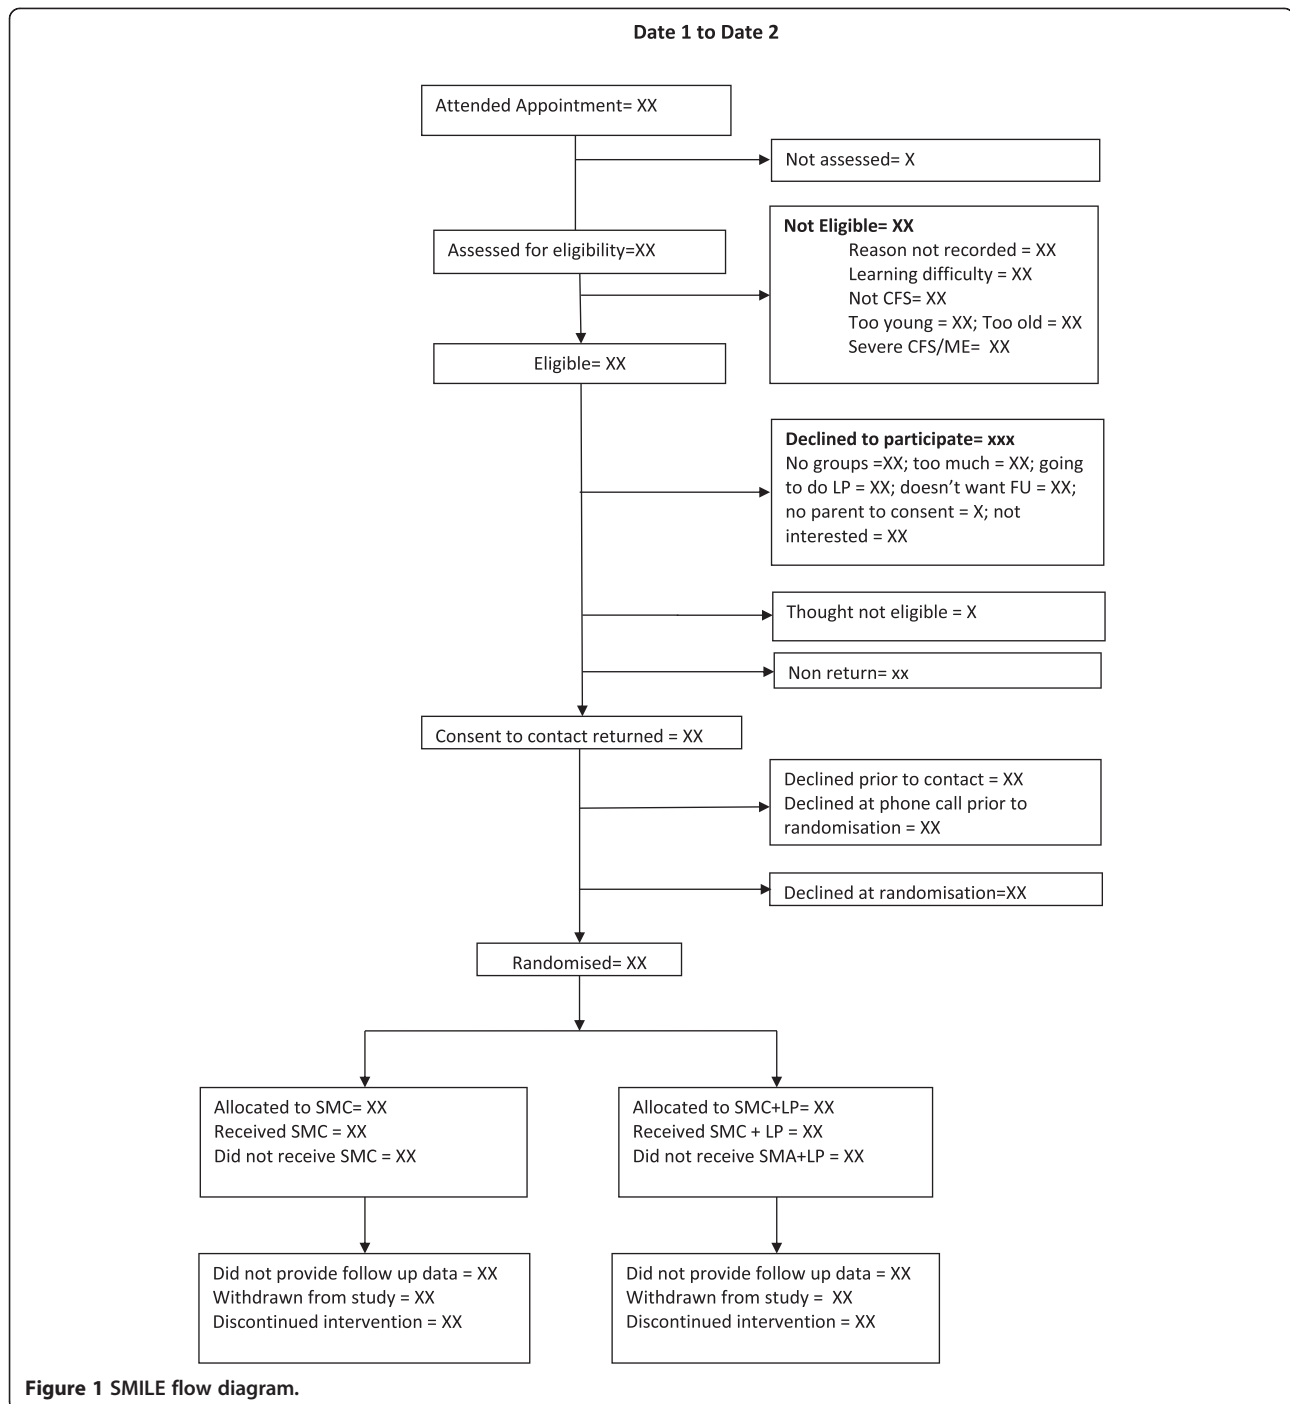 Date 1 to Date 2
Attended Appointment= XX
Not assessed= X
Assessed for eligibility=XX
Not Eligible= XX
Reason not recorded = XX
Learning difficulty = XX
Not CFS= XX
Too young = XX; Too old = XX
Severe CFS/ME=  XX
Eligible= XX
Declined to participate= xxx
No groups =XX; too much = XX; going
to do LP = XX; doesn’t want FU = XX;
no parent to consent = X; not
interested = XX
Thought not eligible = X
Non return= xx
Consent to contact returned = XX
Declined prior to contact = XX
Declined at phone call prior to
randomisation = XX
Declined at randomisation=XX
Randomised= XX
Allocated to SMC= XX
Received SMC = XX
Did not receive SMC = XX
Allocated to SMC+LP= XX
Received SMC + LP = XX
Did not receive SMA+LP = XX
Did not provide follow up data = XX
Withdrawn from study = XX
Discontinued intervention = XX
Did not provide follow up data = XX
Withdrawn from study =  XX
Discontinued intervention = XX
Figure 1 SMILE flow diagram.